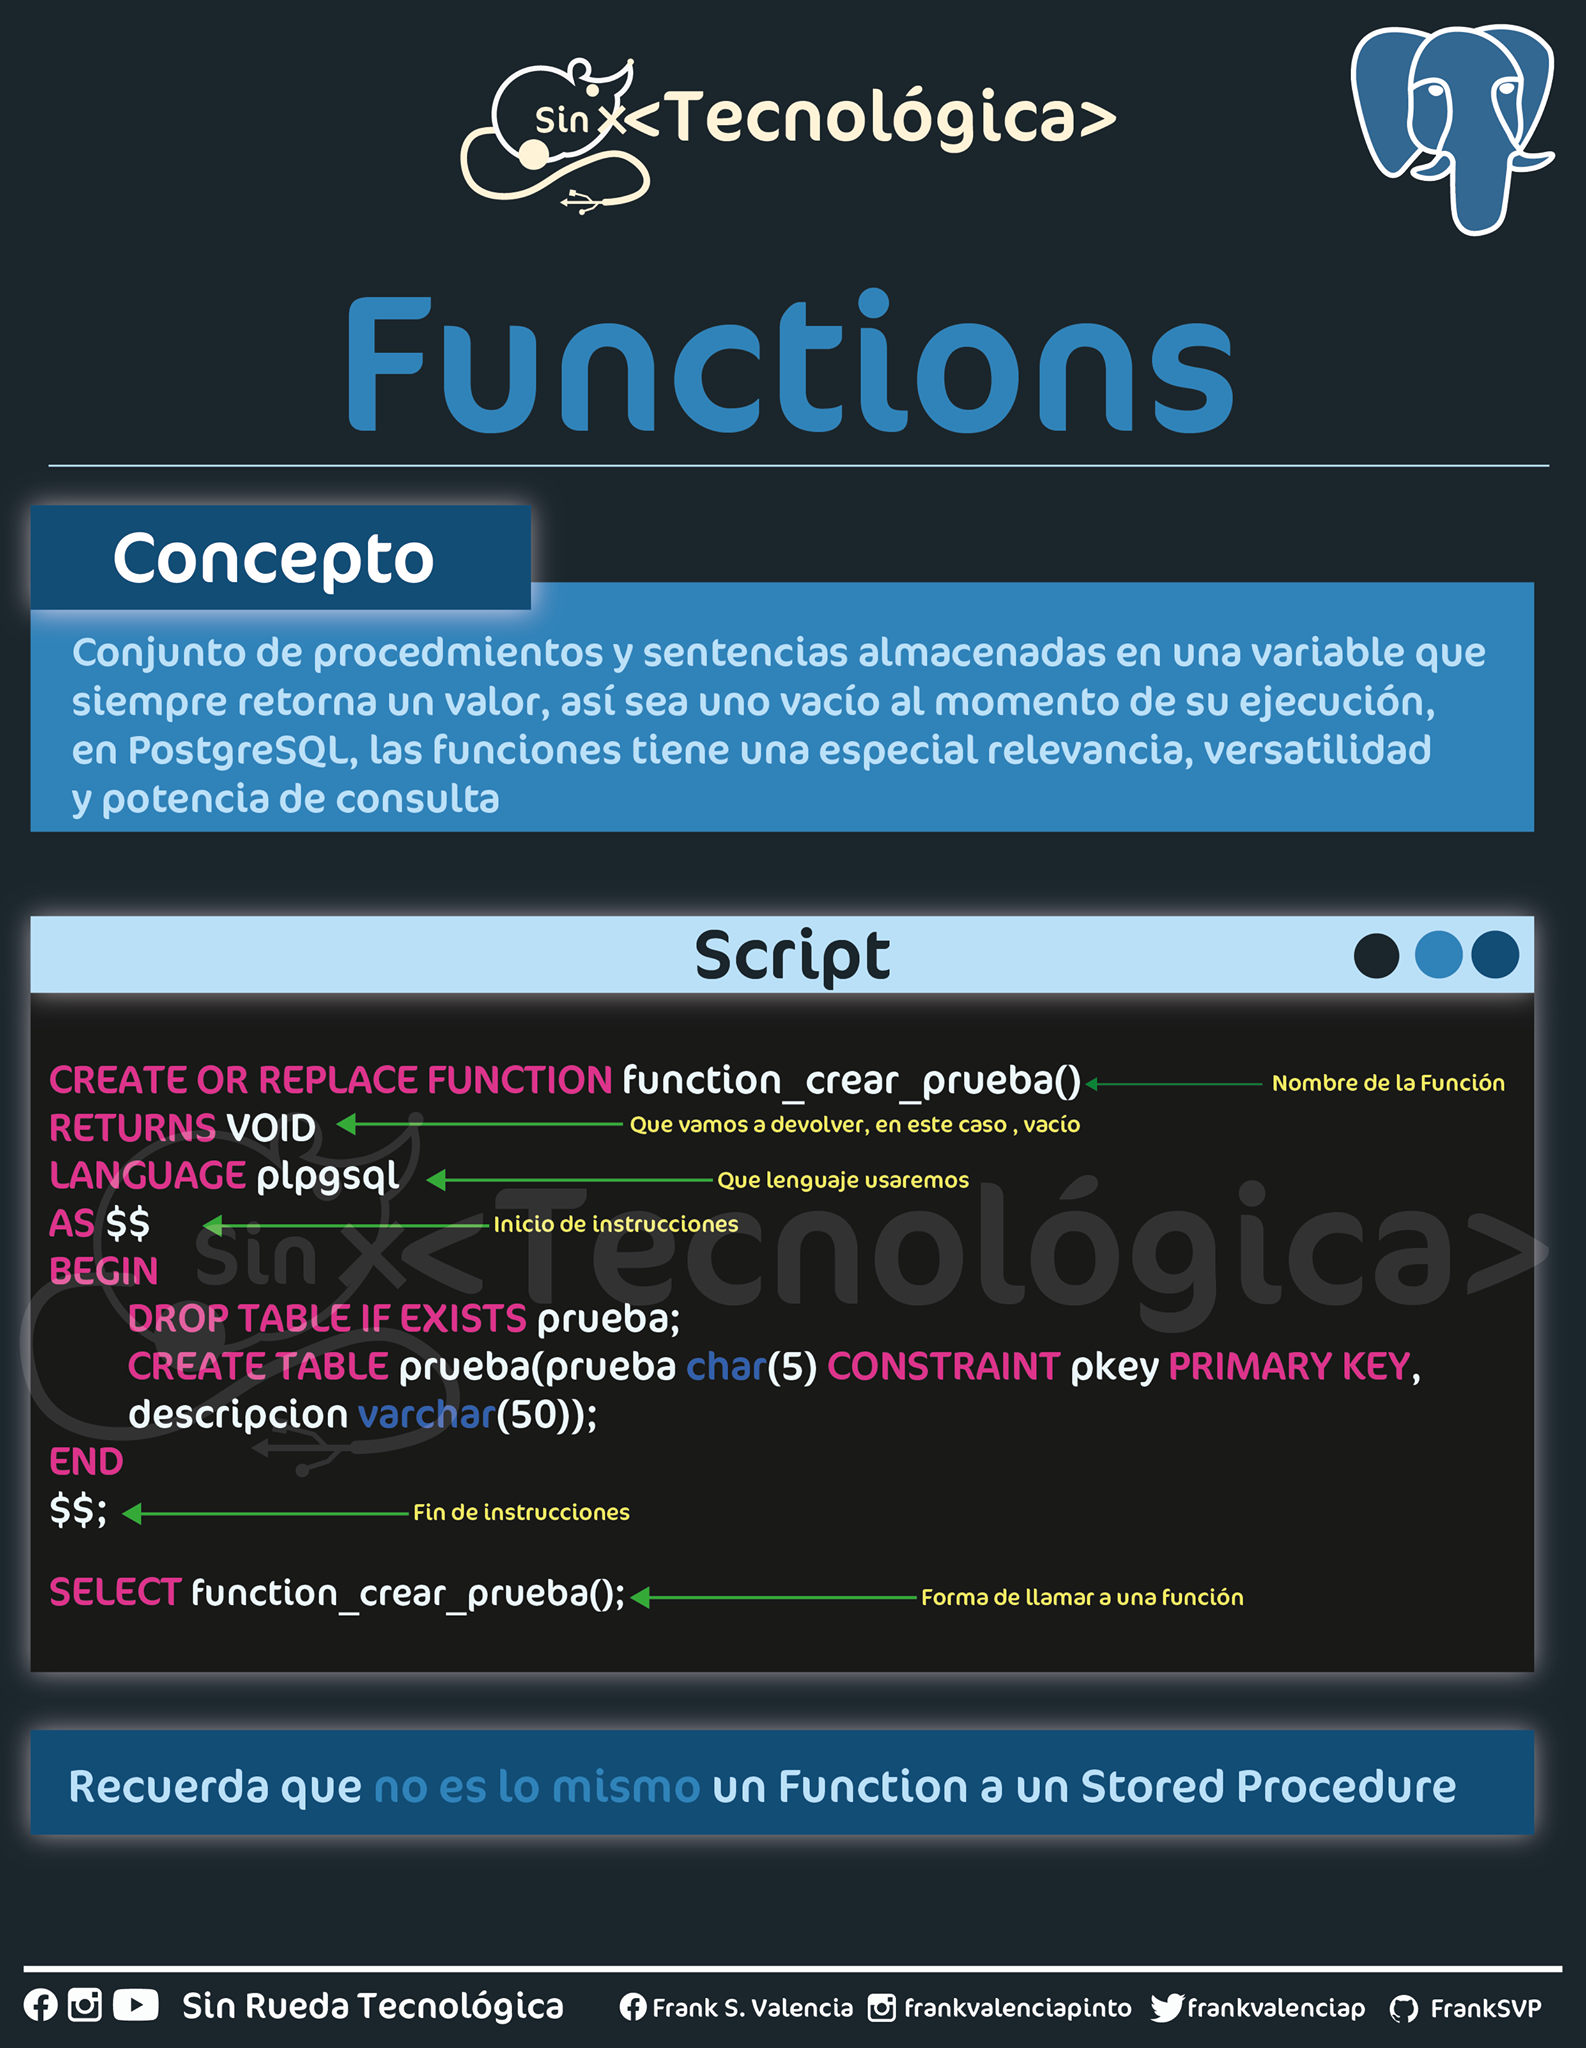 Sin <Tecnológica>
Functions
Concepto
Conjunto de procedmientos y sentencias almacenadas en una variable que
siempre retorna un valor, así sea uno vacío al momento de su ejecución,
en PostgreSQL, las funciones tiene una especial relevancia, versatilidad
y potencia de consulta
Script
CREATE OR REPLACE FUNCTION function_crear_prueba() Nombre de la Función
RETURNS VOID Que vamos a devolver, en este caso , vacío
LANGUAGE plpgsql Que lenguaje usaremos
AS $$ Inicio de instrucciones
Sin <Tecnológica>
BEGIN
DROP TABLE IF EXISTS prueba;
CREATE TABLE prueba(prueba char(5) CONSTRAINT pkey PRIMARY KEY,
descripcion varchar(50));
END
$$; Fin de instrucciones
SELECT function_crear_prueba(); Forma de llamar a una función
Recuerda que no es lo mismo un Function a un Stored Procedure
Sin Rueda Tecnológica Frank S. Valencia frankvalenciapinto frankvalenciap FrankSVP